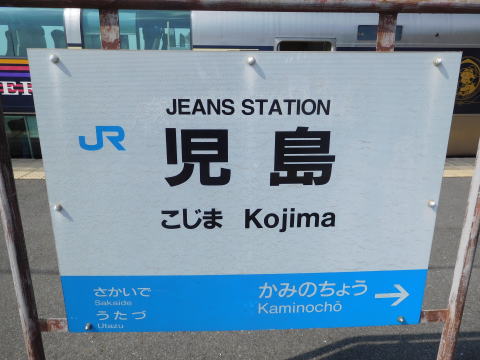 JEANS STATION
JR
児島
こじま Kojima
さかいで
Sakaide
うたづ
Utazu
かみのちょう →
Kaminochō